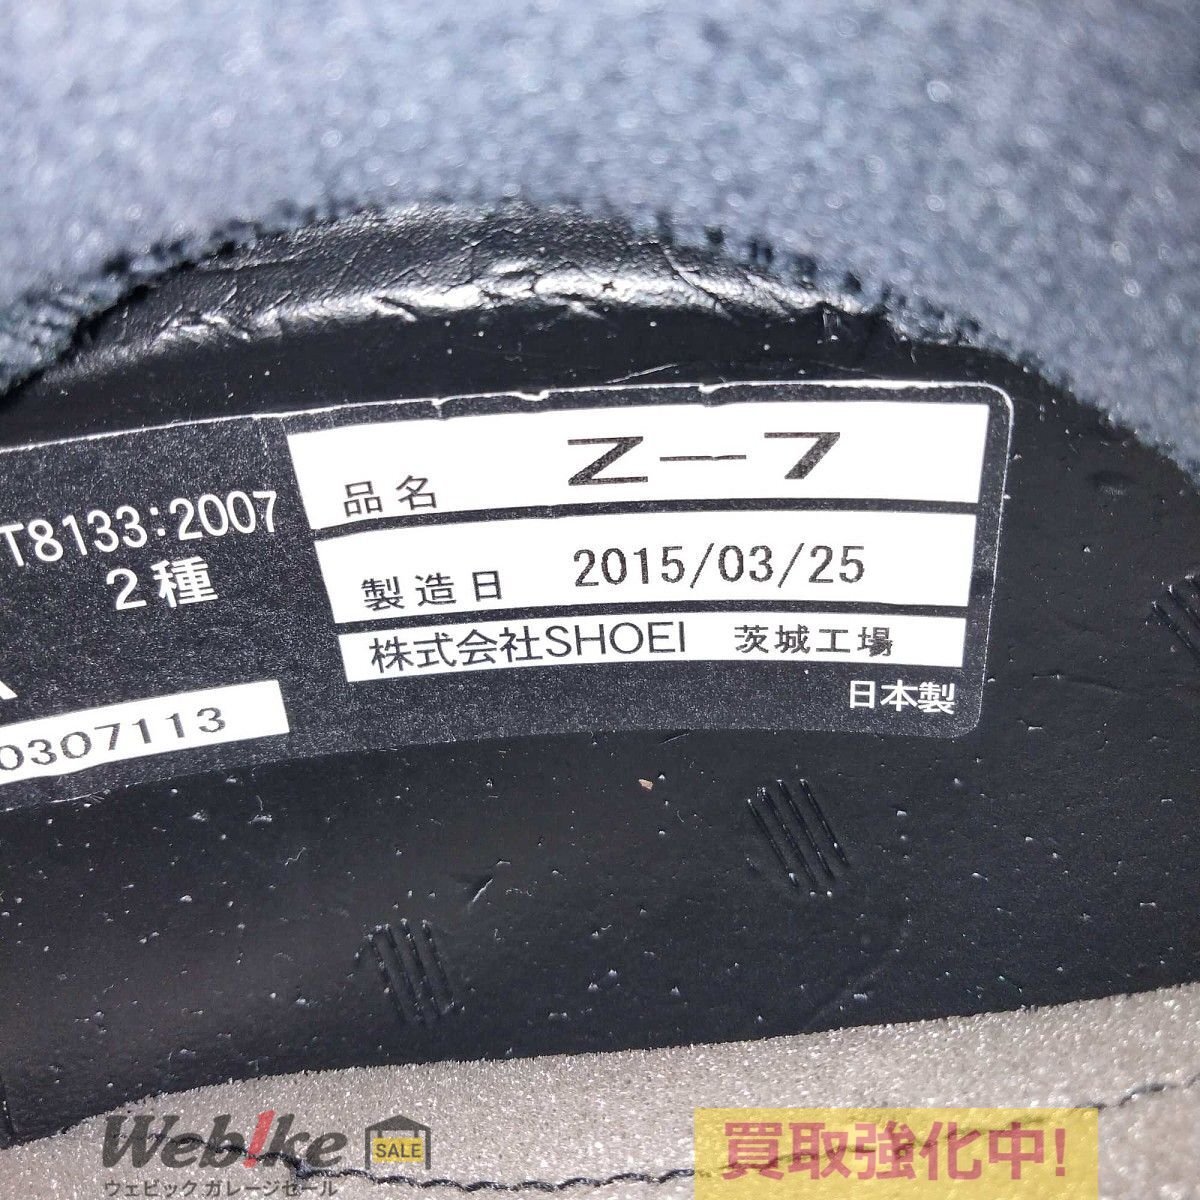 T8133:2007
2種
0307113
品名 Z-7
製造日 2015/03/25
株式会社SHOEI 茨城工場
日本製
Webike SALE
ウェビック ガレージセール
買取強化中!